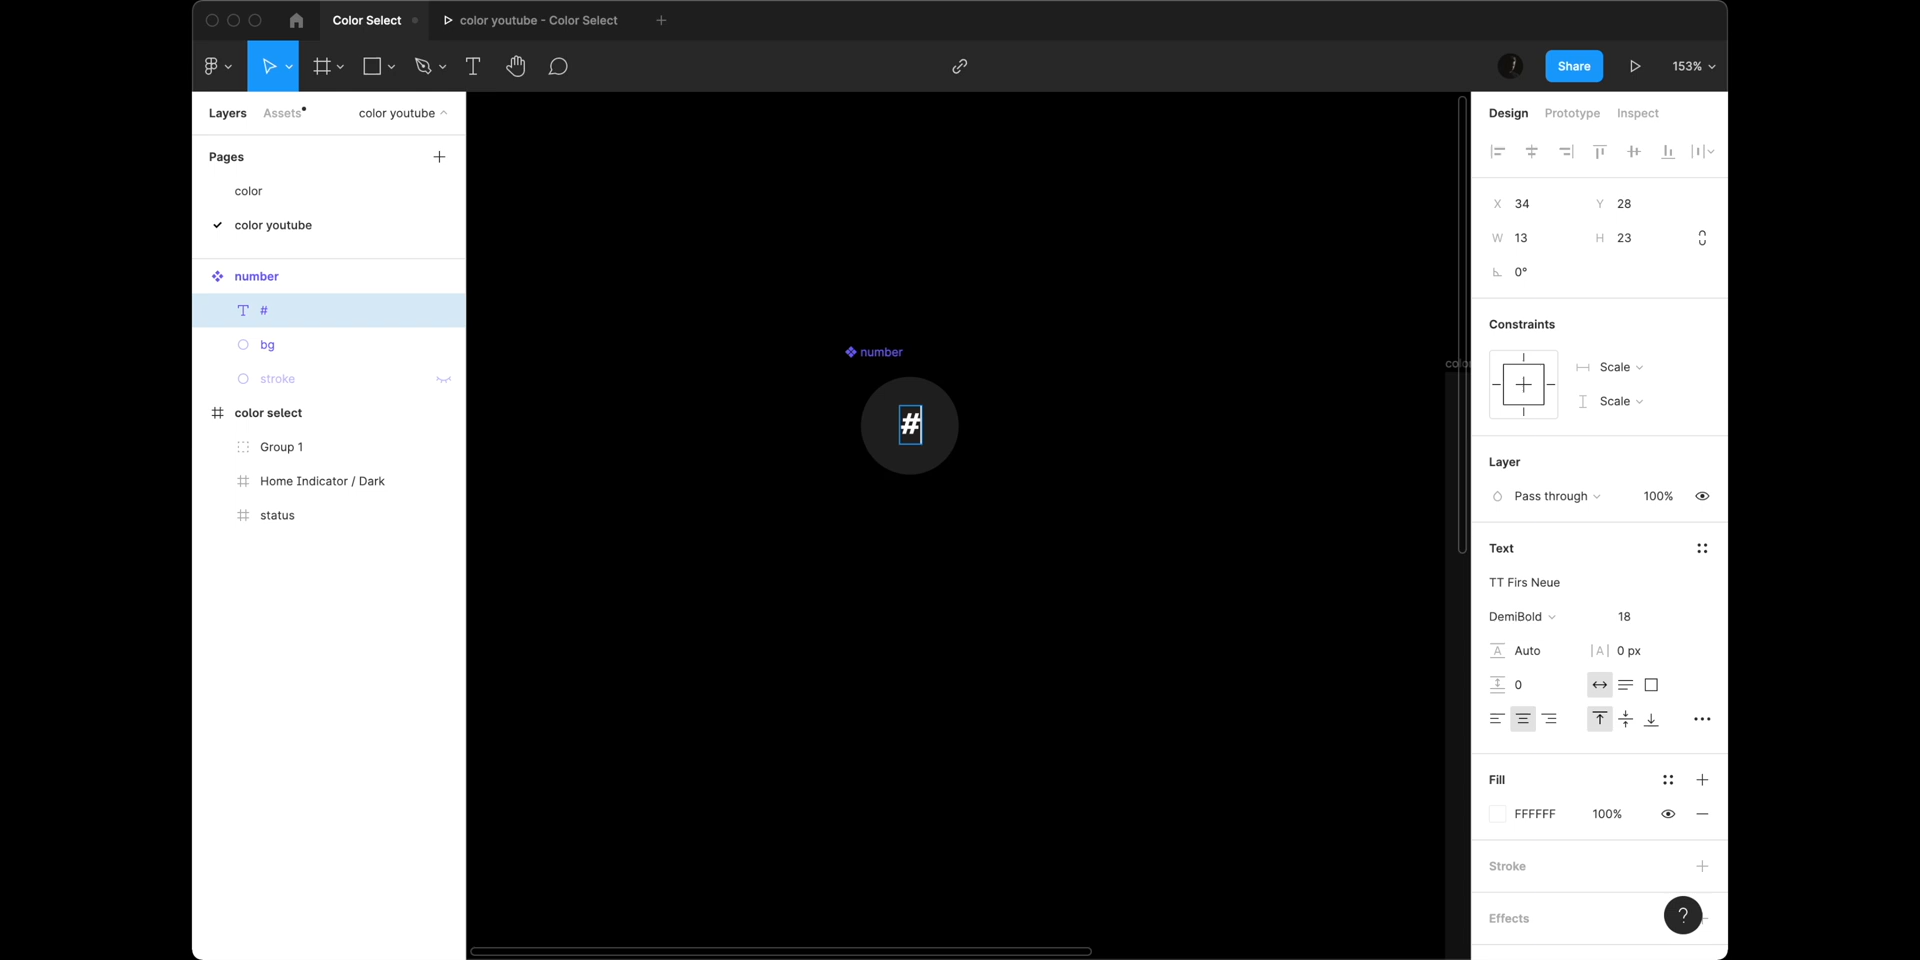 Color Select
color youtube - Color Select
Share
153%
Layers
Assets
color youtube
Pages
color
color youtube
number
#
bg
stroke
color select
Group 1
Home Indicator / Dark
status
number
#
Design
Prototype
Inspect
X 34
Y 28
W 13
H 23
0°
Constraints
Scale
Scale
Layer
Pass through
100%
Text
TT Firs Neue
DemiBold
18
A Auto
|A| 0 px
0
Fill
FFFFFF
100%
Stroke
Effects
?